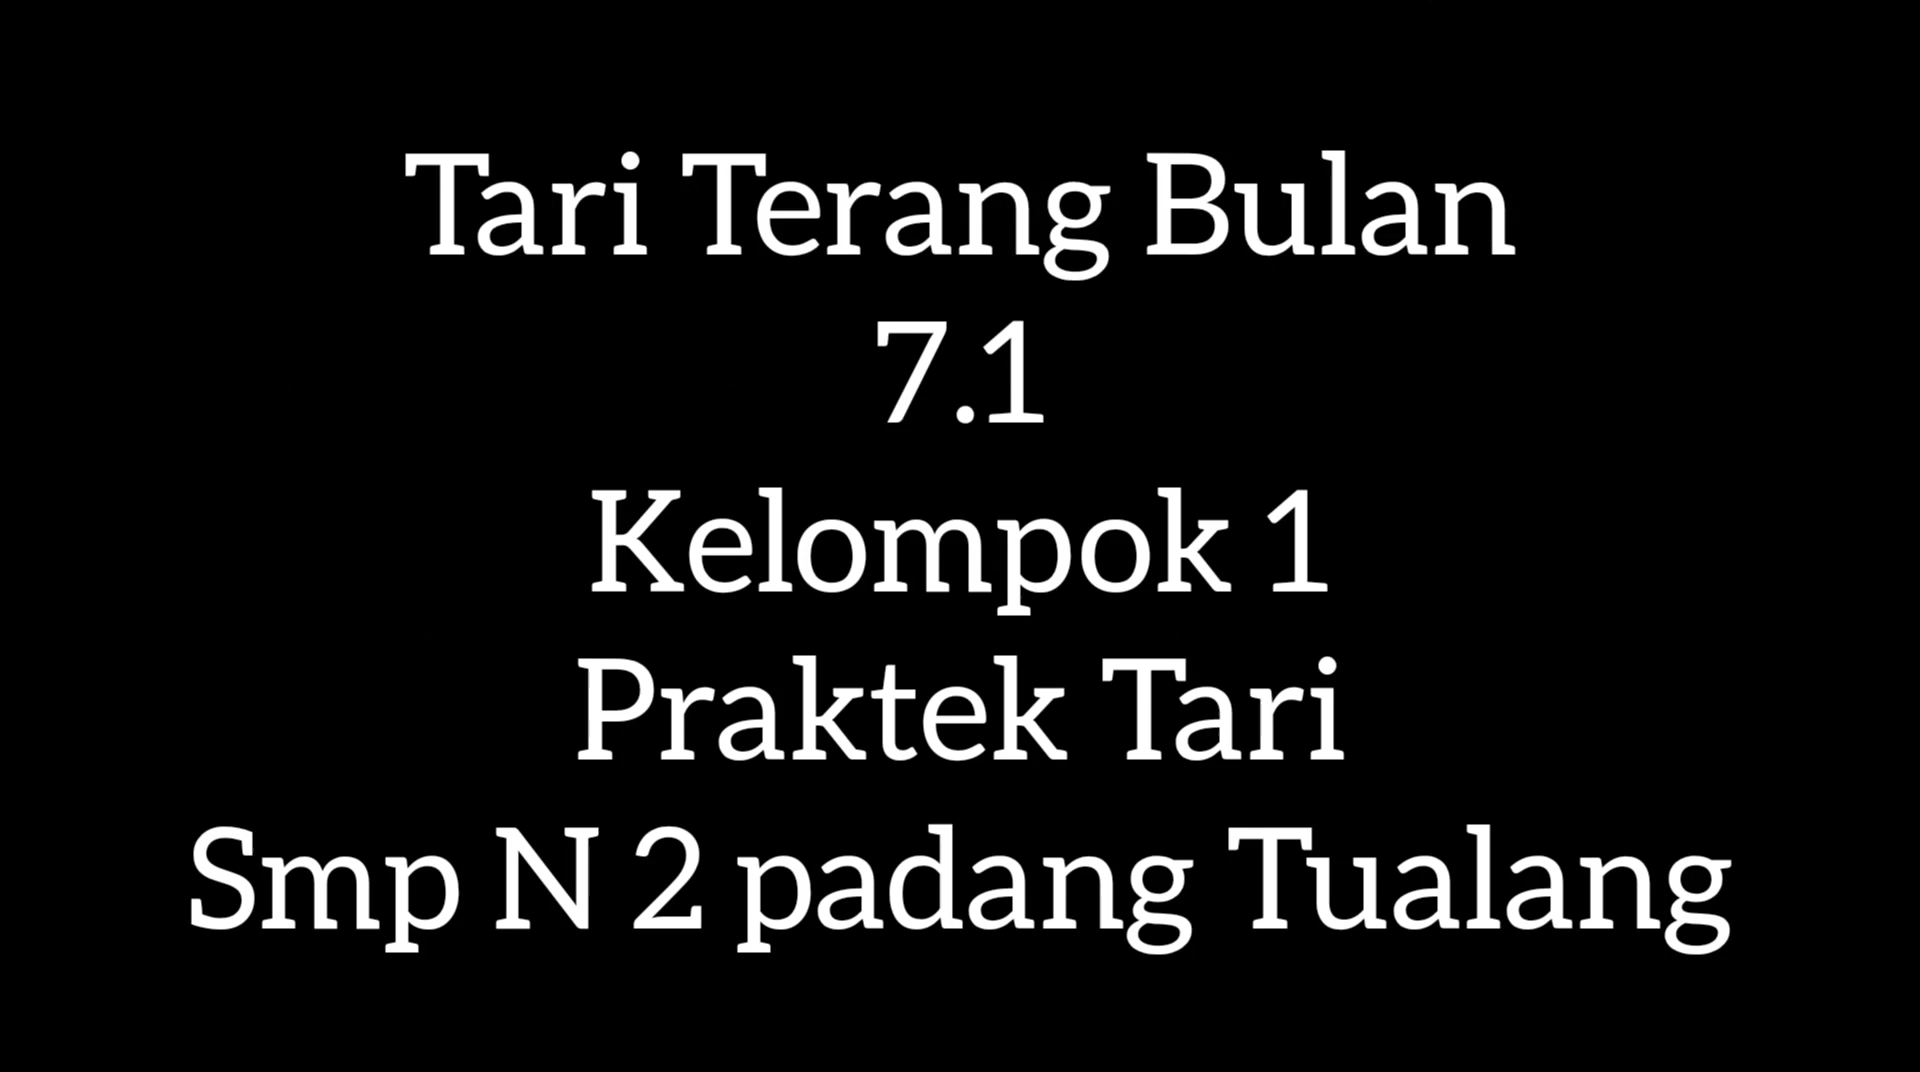 Tari Terang Bulan
7.1
Kelompok 1
Praktek Tari
Smp N 2 padang Tualang